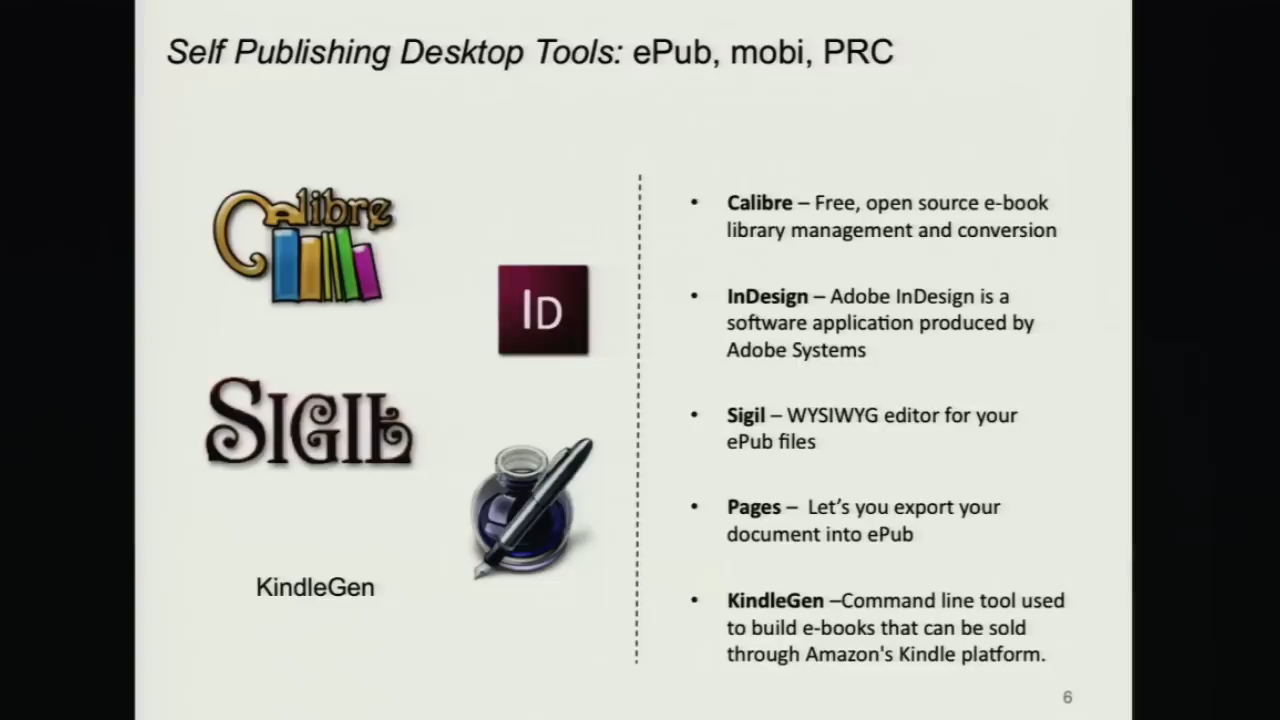 Self Publishing Desktop Tools: ePub, mobi, PRC
Calibre
ID
SIGIL
KindleGen
• Calibre – Free, open source e-book
library management and conversion
• InDesign – Adobe InDesign is a
software application produced by
Adobe Systems
• Sigil – WYSIWYG editor for your
ePub files
• Pages – Let's you export your
document into ePub
• KindleGen –Command line tool used
to build e-books that can be sold
through Amazon's Kindle platform.
6